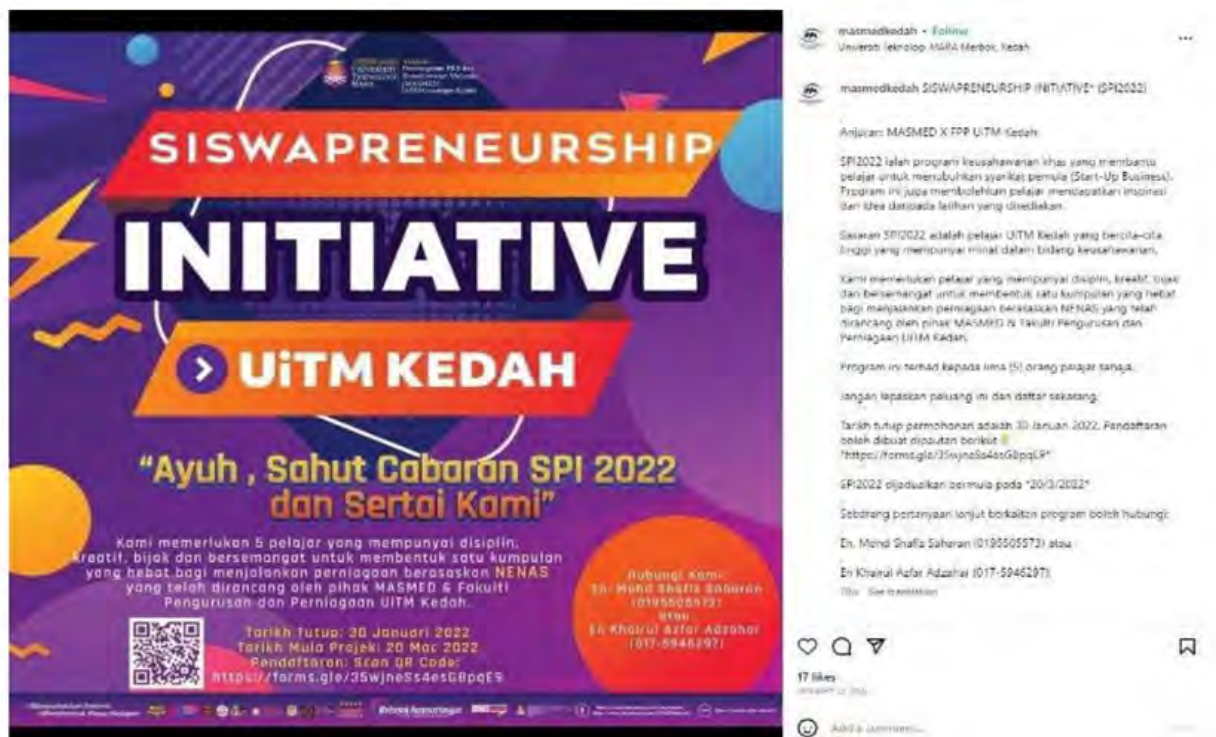 UNIVERSITI
TEKNOLOGI
MARA
SISWAPRENEURSHIP
INITIATIVE
UiTM KEDAH
"Ayuh , Sahut Cabaran SPI 2022
dan Sertai Kami"
Kami memerlukan 5 pelajar yang mempunyai disiplin,
kreatif, bijak dan bersemangat untuk membentuk satu kumpulan
yang hebat bagi menjalankan perniagaan berasaskan NENAS
yang telah dirancang oleh pihak MASMED & Fakulti
Pengurusan dan Perniagaan UiTM Kedah.
Tarikh Tutup: 30 Januari 2022
Tarikh Mula Projek: 20 Mac 2022
Pendaftaran: Scan QR Code:
https://forms.gle/35wjneSs4esGBpqE9
Hubungi Kami:
En. Mohd Shafiz Saharan
(0195505573)
atau
En Khairul Azfar Adzahar
(017-5946297)
masmedkedah • Follow
Universiti Teknologi MARA Merbok, Kedah
masmedkedah SISWAPRENEURSHIP INITIATIVE* (SPI2022)
Anjuran: MASMED X FPP UiTM Kedah
SPI2022 ialah program keusahawanan khas yang membantu
pelajar untuk menubuhkan syarikat pemula (Start-Up Business).
Program ini juga membolehkan pelajar mendapatkan inspirasi
dan idea daripada latihan yang disediakan.
Sasaran SPI2022 adalah pelajar UiTM Kedah yang bercita-cita
tinggi yang mempunyai minat dalam bidang keusahawanan.
Kami memerlukan pelajar yang mempunyai disiplin, kreatif, bijak
dan bersemangat untuk membentuk satu kumpulan yang hebat
bagi menjalankan perniagaan berasaskan NENAS yang telah
dirancang oleh pihak MASMED & Fakulti Pengurusan dan
Perniagaan UiTM Kedah.
Program ini terhad kepada lima (5) orang pelajar sahaja.
Jangan lepaskan peluang ini dan daftar sekarang.
Tarikh tutup permohonan adalah 30 Januari 2022. Pendaftaran
boleh dibuat dipautan berikut
*https://forms.gle/35wjneSs4esGBpqE9*
SPI2022 dijadualkan bermula pada *20/3/2022*
Sebarang pertanyaan lanjut berkaitan program boleh hubungi:
En. Mohd Shafiz Saharan (0195505573) atau
En Khairul Azfar Adzahar (017-5946297)
See translation
17 likes
Add a comment...